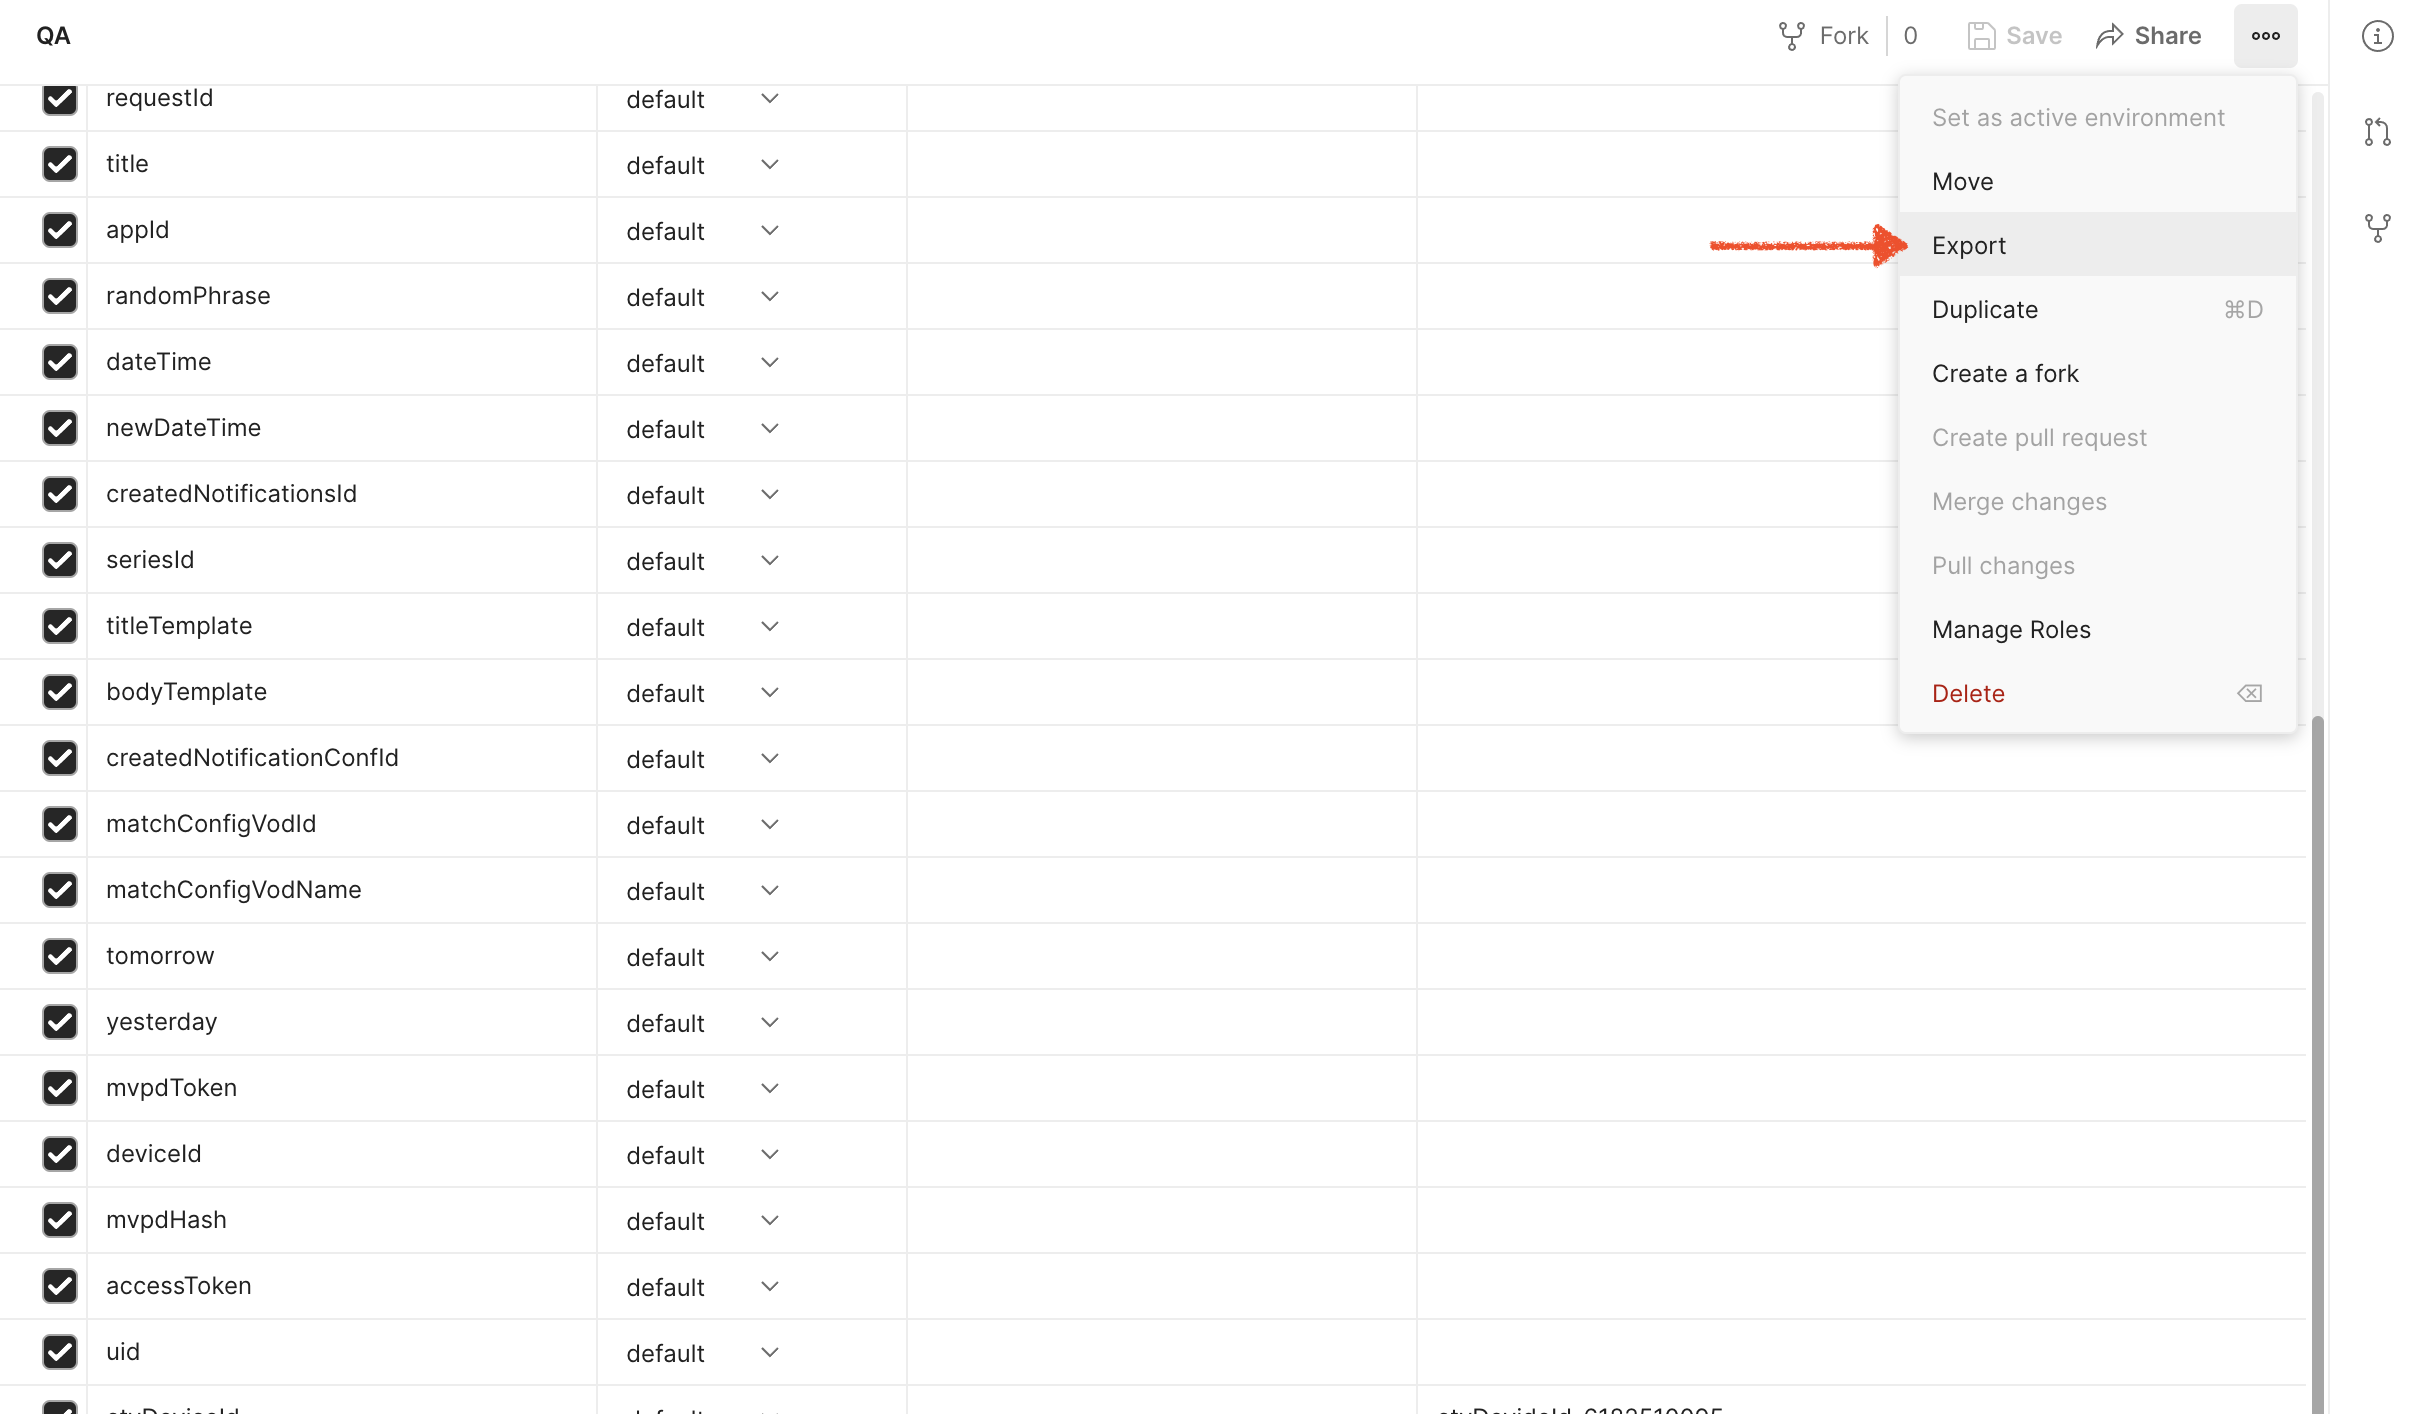 QA
Fork 0 Save Share
requestId default
title default
appId default
randomPhrase default
dateTime default
newDateTime default
createdNotificationsId default
seriesId default
titleTemplate default
bodyTemplate default
createdNotificationConfId default
matchConfigVodId default
matchConfigVodName default
tomorrow default
yesterday default
mvpdToken default
deviceId default
mvpdHash default
accessToken default
uid default
default
Set as active environment
Move
Export
Duplicate ⌘D
Create a fork
Create pull request
Merge changes
Pull changes
Manage Roles
Delete